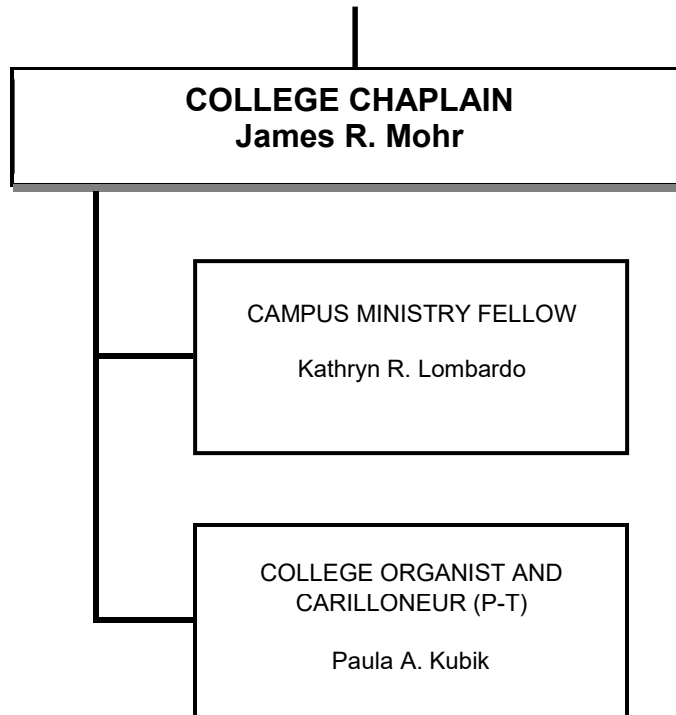 COLLEGE CHAPLAIN
James R. Mohr
CAMPUS MINISTRY FELLOW
Kathryn R. Lombardo
COLLEGE ORGANIST AND
CARILLONEUR (P-T)
Paula A. Kubik